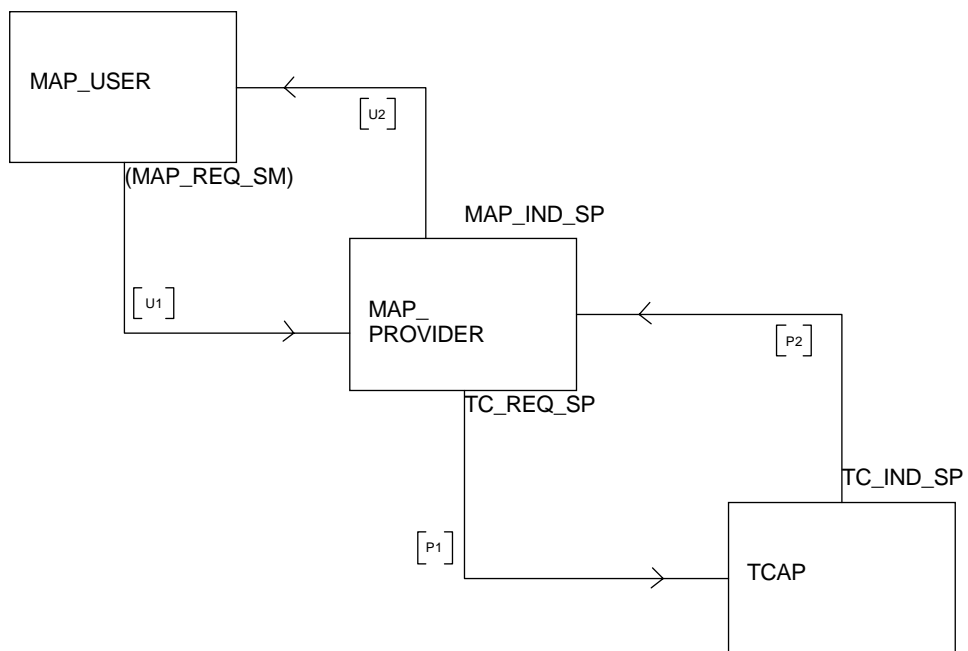 MAP_USER
[U2]
(MAP_REQ_SM)
MAP_IND_SP
[U1]
MAP_
PROVIDER
[P2]
TC_REQ_SP
TC_IND_SP
[P1]
TCAP